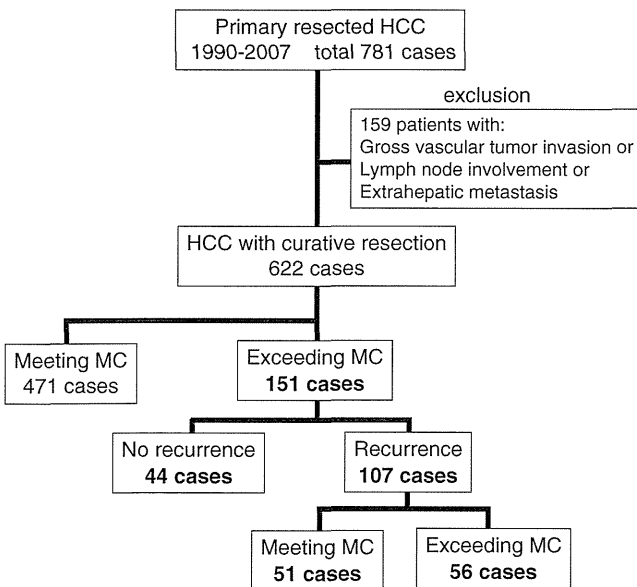 Primary resected HCC
1990-2007 total 781 cases
exclusion
159 patients with:
Gross vascular tumor invasion or
Lymph node involvement or
Extrahepatic metastasis
HCC with curative resection
622 cases
Meeting MC
471 cases
Exceeding MC
151 cases
No recurrence
44 cases
Recurrence
107 cases
Meeting MC
51 cases
Exceeding MC
56 cases